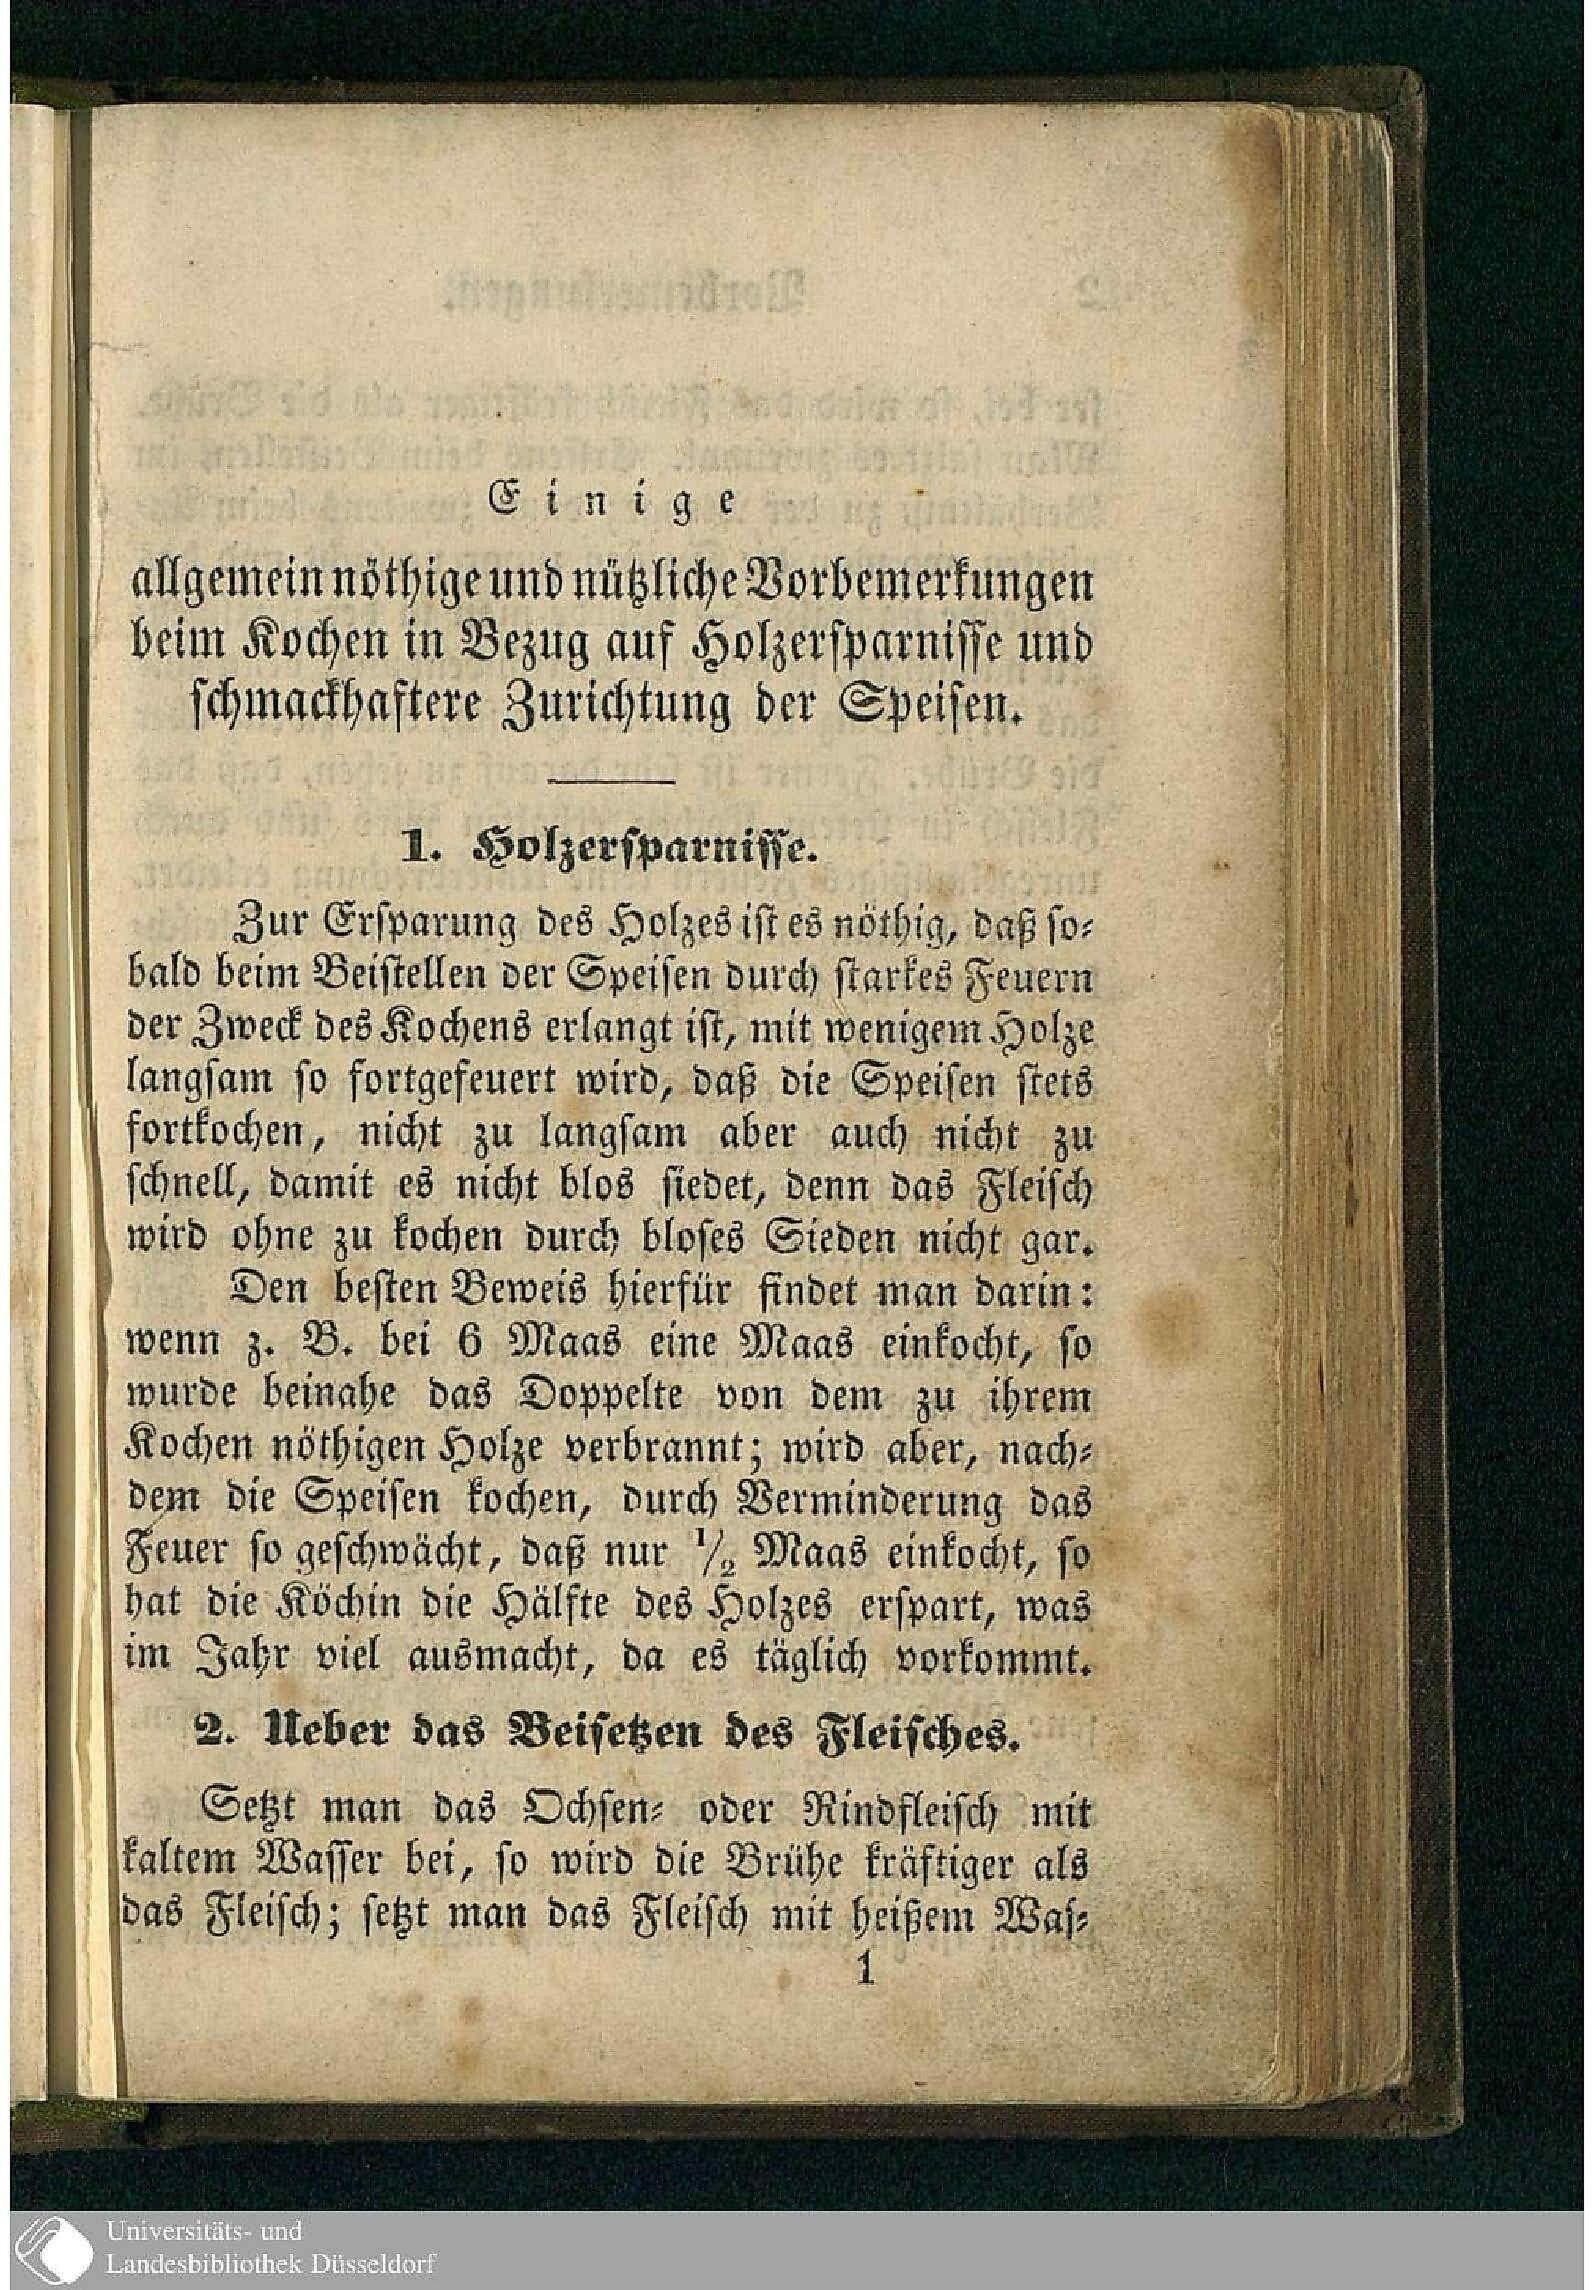 Einige
allgemein nöthige und nützliche Vorbemerkungen
beim Kochen in Bezug auf Holzersparnisse und
schmackhaftere Zurichtung der Speisen.
1. Holzersparnisse.
Zur Ersparung des Holzes ist es nöthig, daß so-
bald beim Beistellen der Speisen durch starkes Feuern
der Zweck des Kochens erlangt ist, mit wenigem Holze
langsam so fortgefeuert wird, daß die Speisen stets
fortkochen, nicht zu langsam aber auch nicht zu
schnell, damit es nicht blos siedet, denn das Fleisch
wird ohne zu kochen durch bloses Sieden nicht gar.
Den besten Beweis hierfür findet man darin:
wenn z. B. bei 6 Maas eine Maas einkocht, so
wurde beinahe das Doppelte von dem zu ihrem
Kochen nöthigen Holze verbrannt; wird aber, nach-
dem die Speisen kochen, durch Verminderung das
Feuer so geschwächt, daß nur 1/2 Maas einkocht, so
hat die Köchin die Hälfte des Holzes erspart, was
im Jahr viel ausmacht, da es täglich vorkommt.
2. Ueber das Beisetzen des Fleisches.
Setzt man das Ochsen- oder Rindfleisch mit
kaltem Wasser bei, so wird die Brühe kräftiger als
das Fleisch; setzt man das Fleisch mit heißem Was-
1
Universitäts- und
Landesbibliothek Düsseldorf